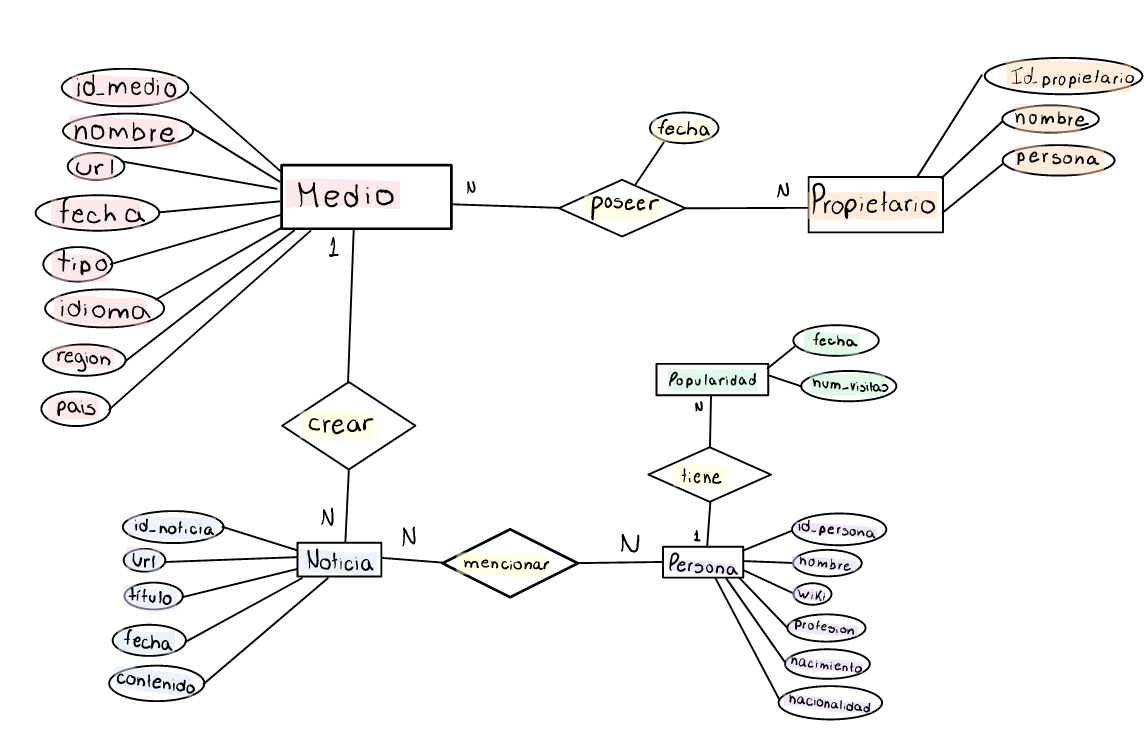 id_medio
nombre
url
fecha
tipo
idioma
region
pais
Medio
N
1
fecha
poseer
N
Propietario
Id_propietario
nombre
persona
crear
N
Popularidad
fecha
num_visitas
N
tiene
1
id_noticia
url
título
fecha
contenido
Noticia
N
mencionar
N
Persona
id_persona
nombre
wiki
profesion
nacimiento
nacionalidad